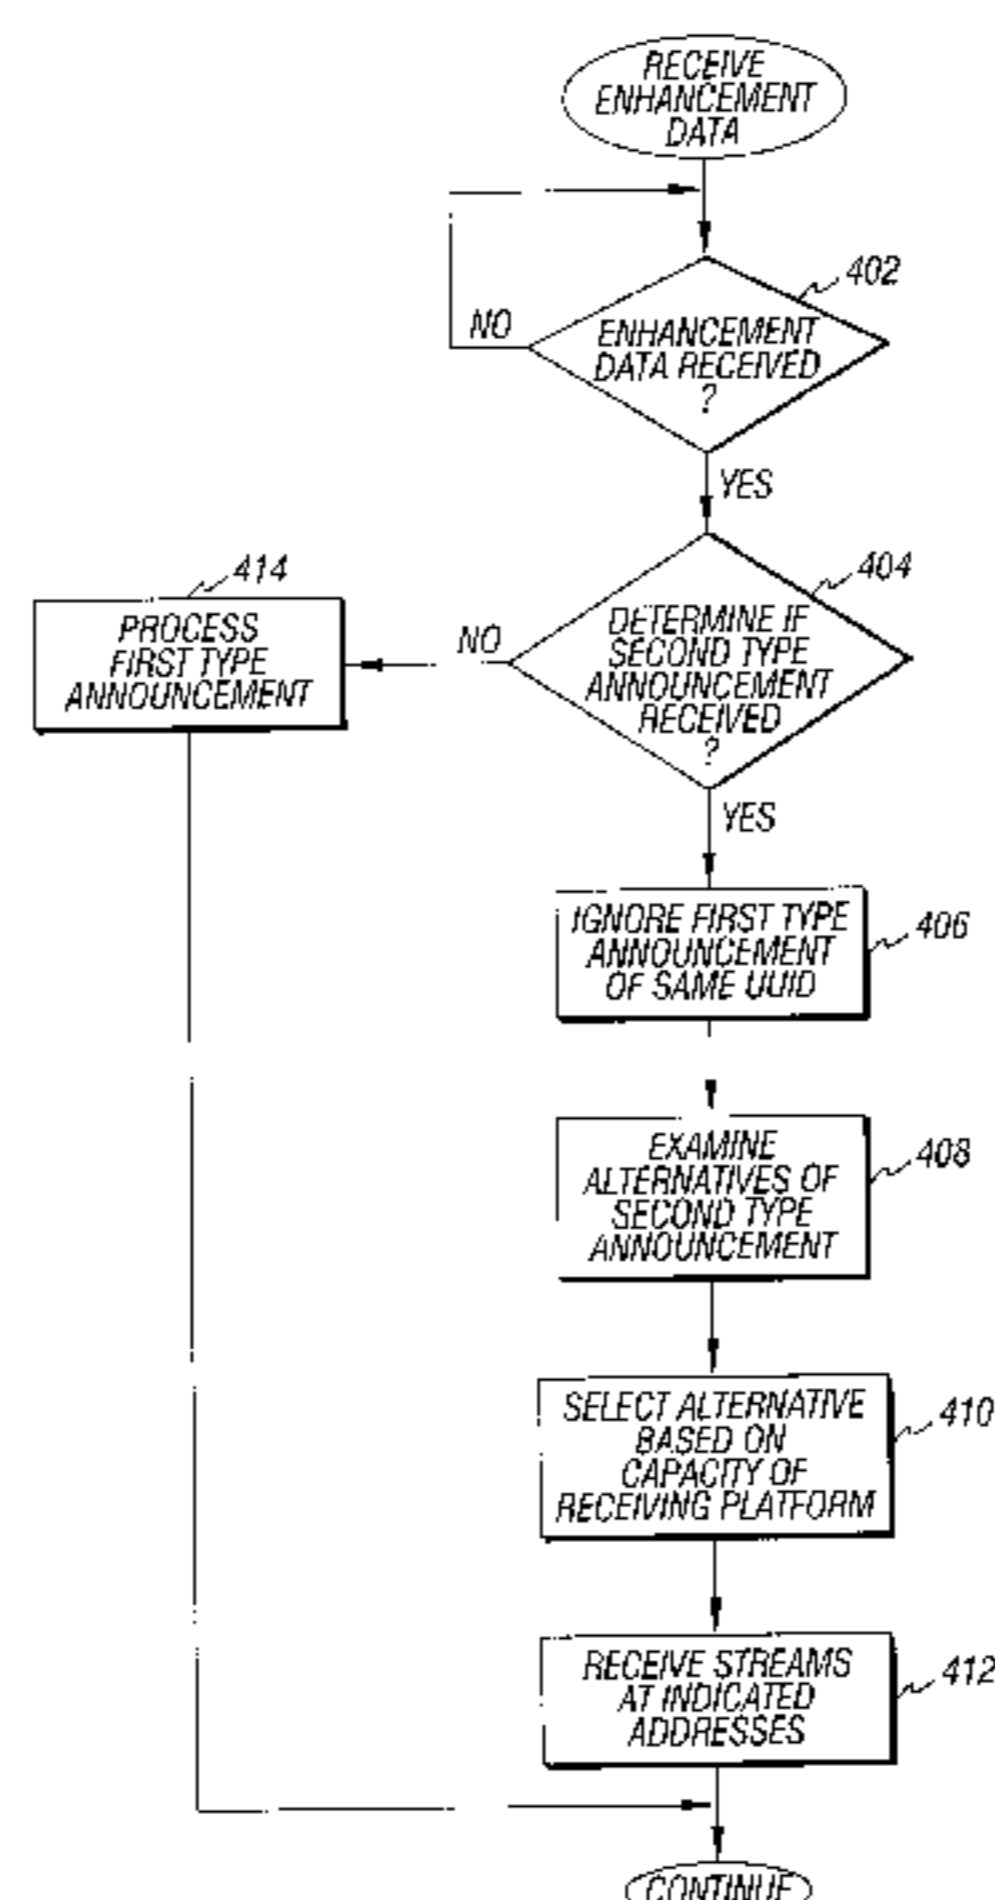 RECEIVE
ENHANCEMENT
DATA
402
NO
ENHANCEMENT
DATA RECEIVED
?
YES
404
414
PROCESS
FIRST TYPE
ANNOUNCEMENT
NO
DETERMINE IF
SECOND TYPE
ANNOUNCEMENT
RECEIVED
?
YES
IGNORE FIRST TYPE
ANNOUNCEMENT
OF SAME UUID
406
EXAMINE
ALTERNATIVES OF
SECOND TYPE
ANNOUNCEMENT
408
SELECT ALTERNATIVE
BASED ON
CAPACITY OF
RECEIVING PLATFORM
410
RECEIVE STREAMS
AT INDICATED
ADDRESSES
412
CONTINUE